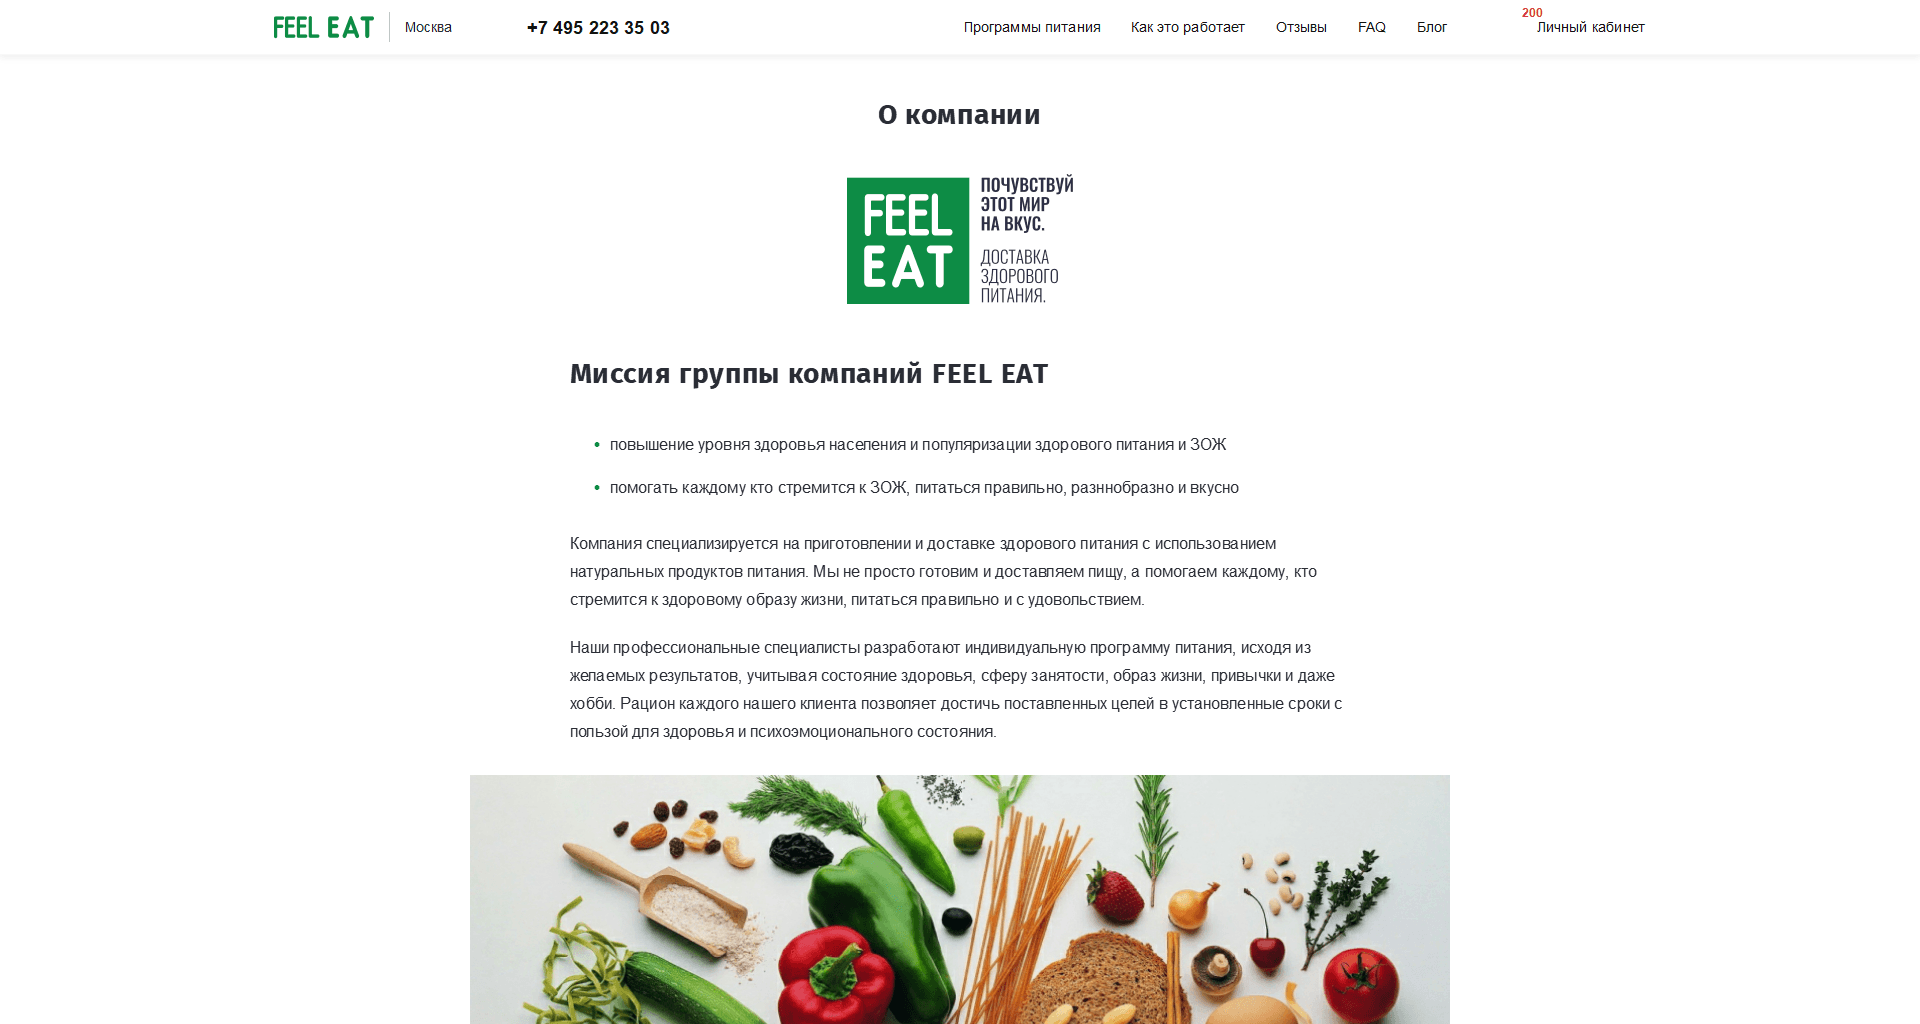 FEEL EAT
Москва
+7 495 223 35 03
Программы питания
Как это работает
Отзывы
FAQ
Блог
200
Личный кабинет
О компании
FEEL
EAT
ПОЧУВСТВУЙ
ЭТОТ МИР
НА ВКУС.
ДОСТАВКА
ЗДОРОВОГО
ПИТАНИЯ.
Миссия группы компаний FEEL EAT
• повышение уровня здоровья населения и популяризации здорового питания и ЗОЖ
• помогать каждому кто стремится к ЗОЖ, питаться правильно, разннобразно и вкусно
Компания специализируется на приготовлении и доставке здорового питания с использованием
натуральных продуктов питания. Мы не просто готовим и доставляем пищу, а помогаем каждому, кто
стремится к здоровому образу жизни, питаться правильно и с удовольствием.
Наши профессиональные специалисты разработают индивидуальную программу питания, исходя из
желаемых результатов, учитывая состояние здоровья, сферу занятости, образ жизни, привычки и даже
хобби. Рацион каждого нашего клиента позволяет достичь поставленных целей в установленные сроки с
пользой для здоровья и психоэмоционального состояния.